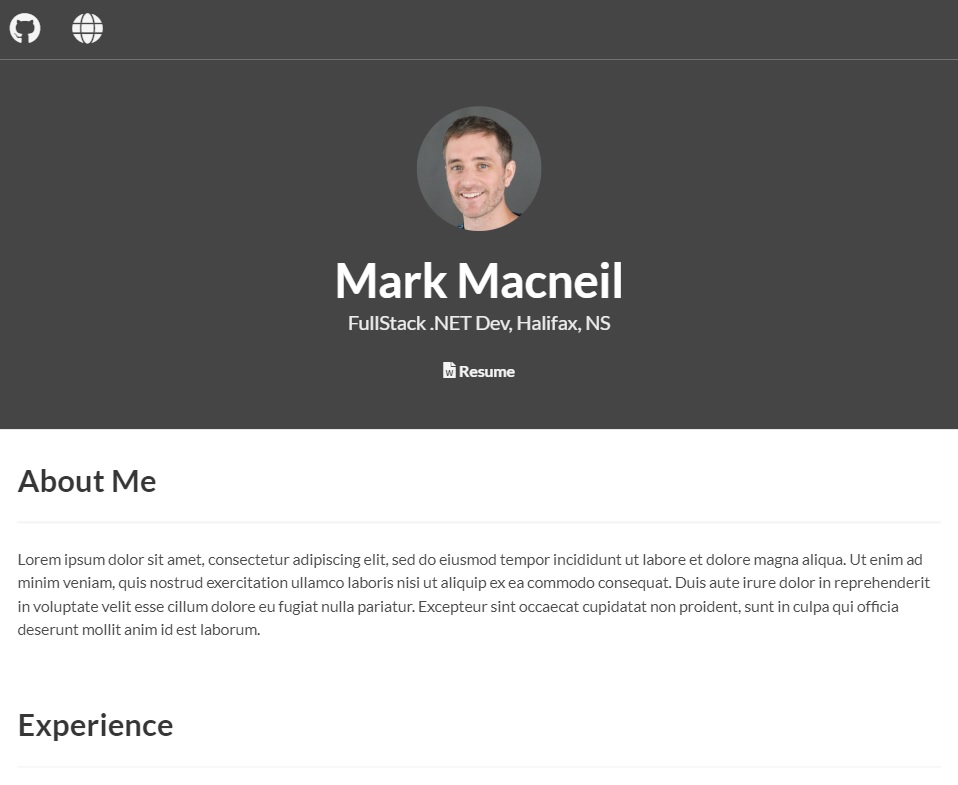 Mark Macneil
FullStack .NET Dev, Halifax, NS
Resume
About Me
Lorem ipsum dolor sit amet, consectetur adipiscing elit, sed do eiusmod tempor incididunt ut labore et dolore magna aliqua. Ut enim ad
minim veniam, quis nostrud exercitation ullamco laboris nisi ut aliquip ex ea commodo consequat. Duis aute irure dolor in reprehenderit
in voluptate velit esse cillum dolore eu fugiat nulla pariatur. Excepteur sint occaecat cupidatat non proident, sunt in culpa qui officia
deserunt mollit anim id est laborum.
Experience